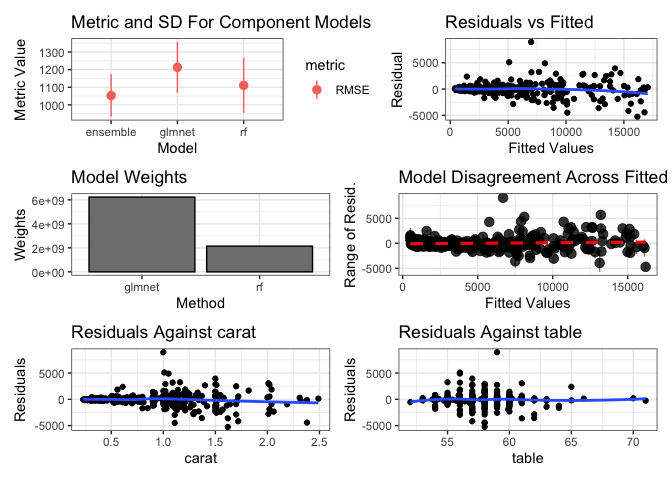 Metric and SD For Component Models
Metric Value
1300
1200
1100
1000
ensemble glmnet rf
Model
metric
RMSE
Residuals vs Fitted
Residual
5000
0
-5000
0 5000 10000 15000
Fitted Values
Model Weights
Weights
6e+09
4e+09
2e+09
0e+00
glmnet rf
Method
Model Disagreement Across Fitted
Range of Resid.
5000
0
-5000
0 5000 10000 15000
Fitted Values
Residuals Against carat
Residuals
5000
0
-5000
0.5 1.0 1.5 2.0 2.5
carat
Residuals Against table
Residuals
5000
0
-5000
55 60 65 70
table